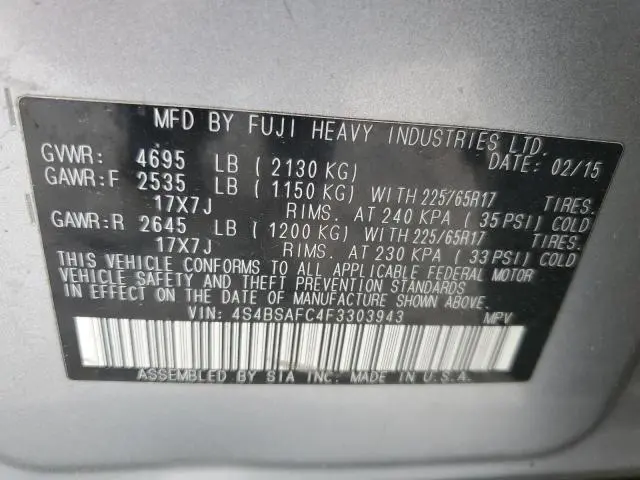 MFD BY FUJI HEAVY INDUSTRIES LTD.
DATE: 02/15
GVWR: 4695 LB (2130 KG)
GAWR:F 2535 LB (1150 KG) WITH 225/65R17 TIRES.
17X7J RIMS. AT 240 KPA (35 PSI) COLD
GAWR:R 2645 LB (1200 KG) WITH 225/65R17 TIRES.
17X7J RIMS. AT 230 KPA (33 PSI) COLD
THIS VEHICLE CONFORMS TO ALL APPLICABLE FEDERAL MOTOR
VEHICLE SAFETY AND THEFT PREVENTION STANDARDS
IN EFFECT ON THE DATE OF MANUFACTURE SHOWN ABOVE.
VIN: 4S4BSAFC4F3303943 MPV
ASSEMBLED BY SIA INC. MADE IN U.S.A.